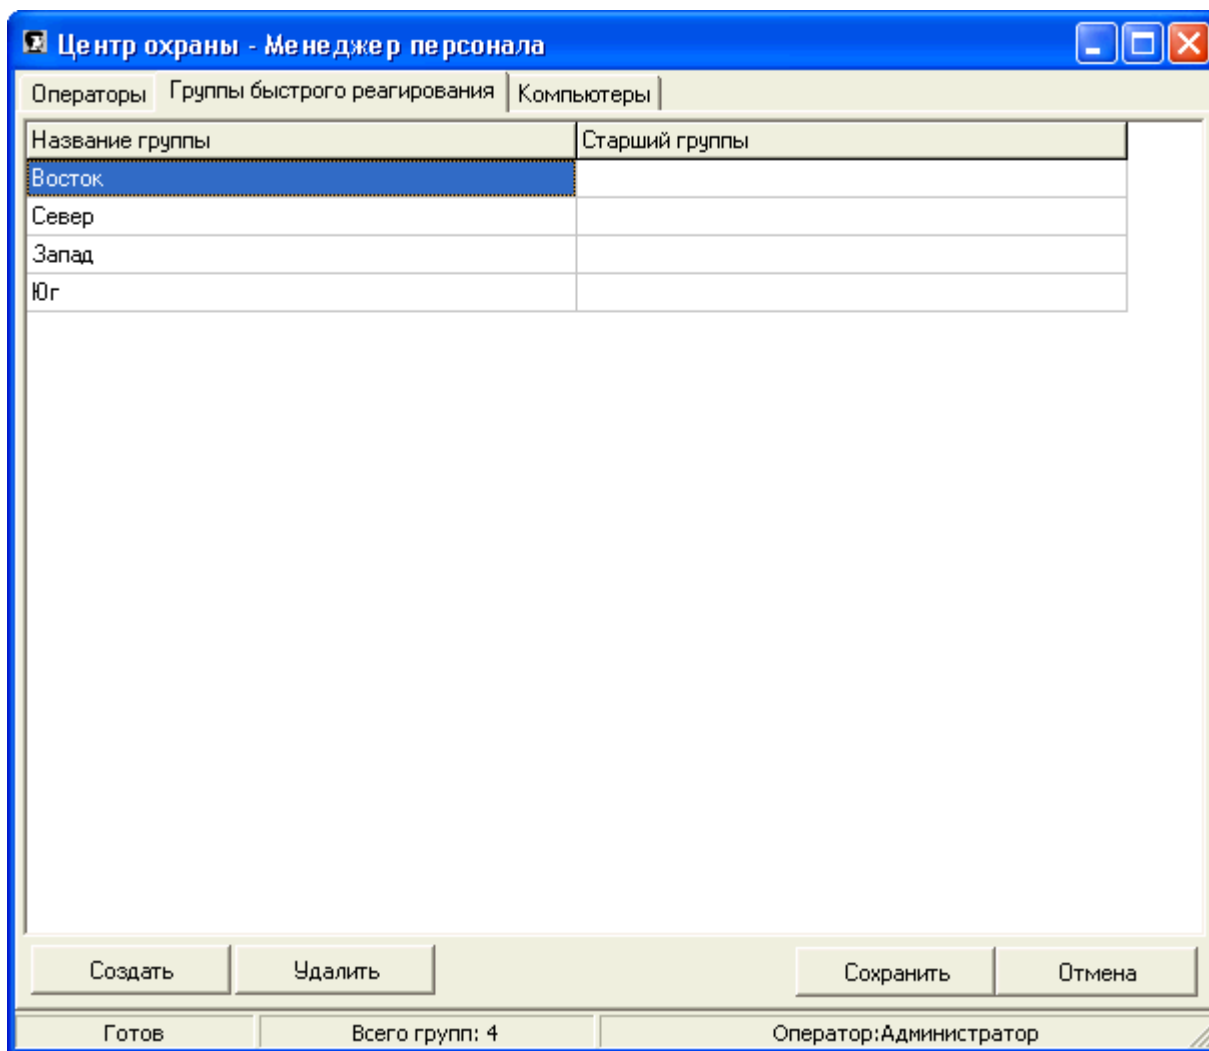 Центр охраны - Менеджер персонала
Операторы Группы быстрого реагирования Компьютеры
Название группы Старший группы
Восток
Север
Запад
Юг
Создать Удалить Сохранить Отмена
Готов Всего групп: 4 Оператор:Администратор